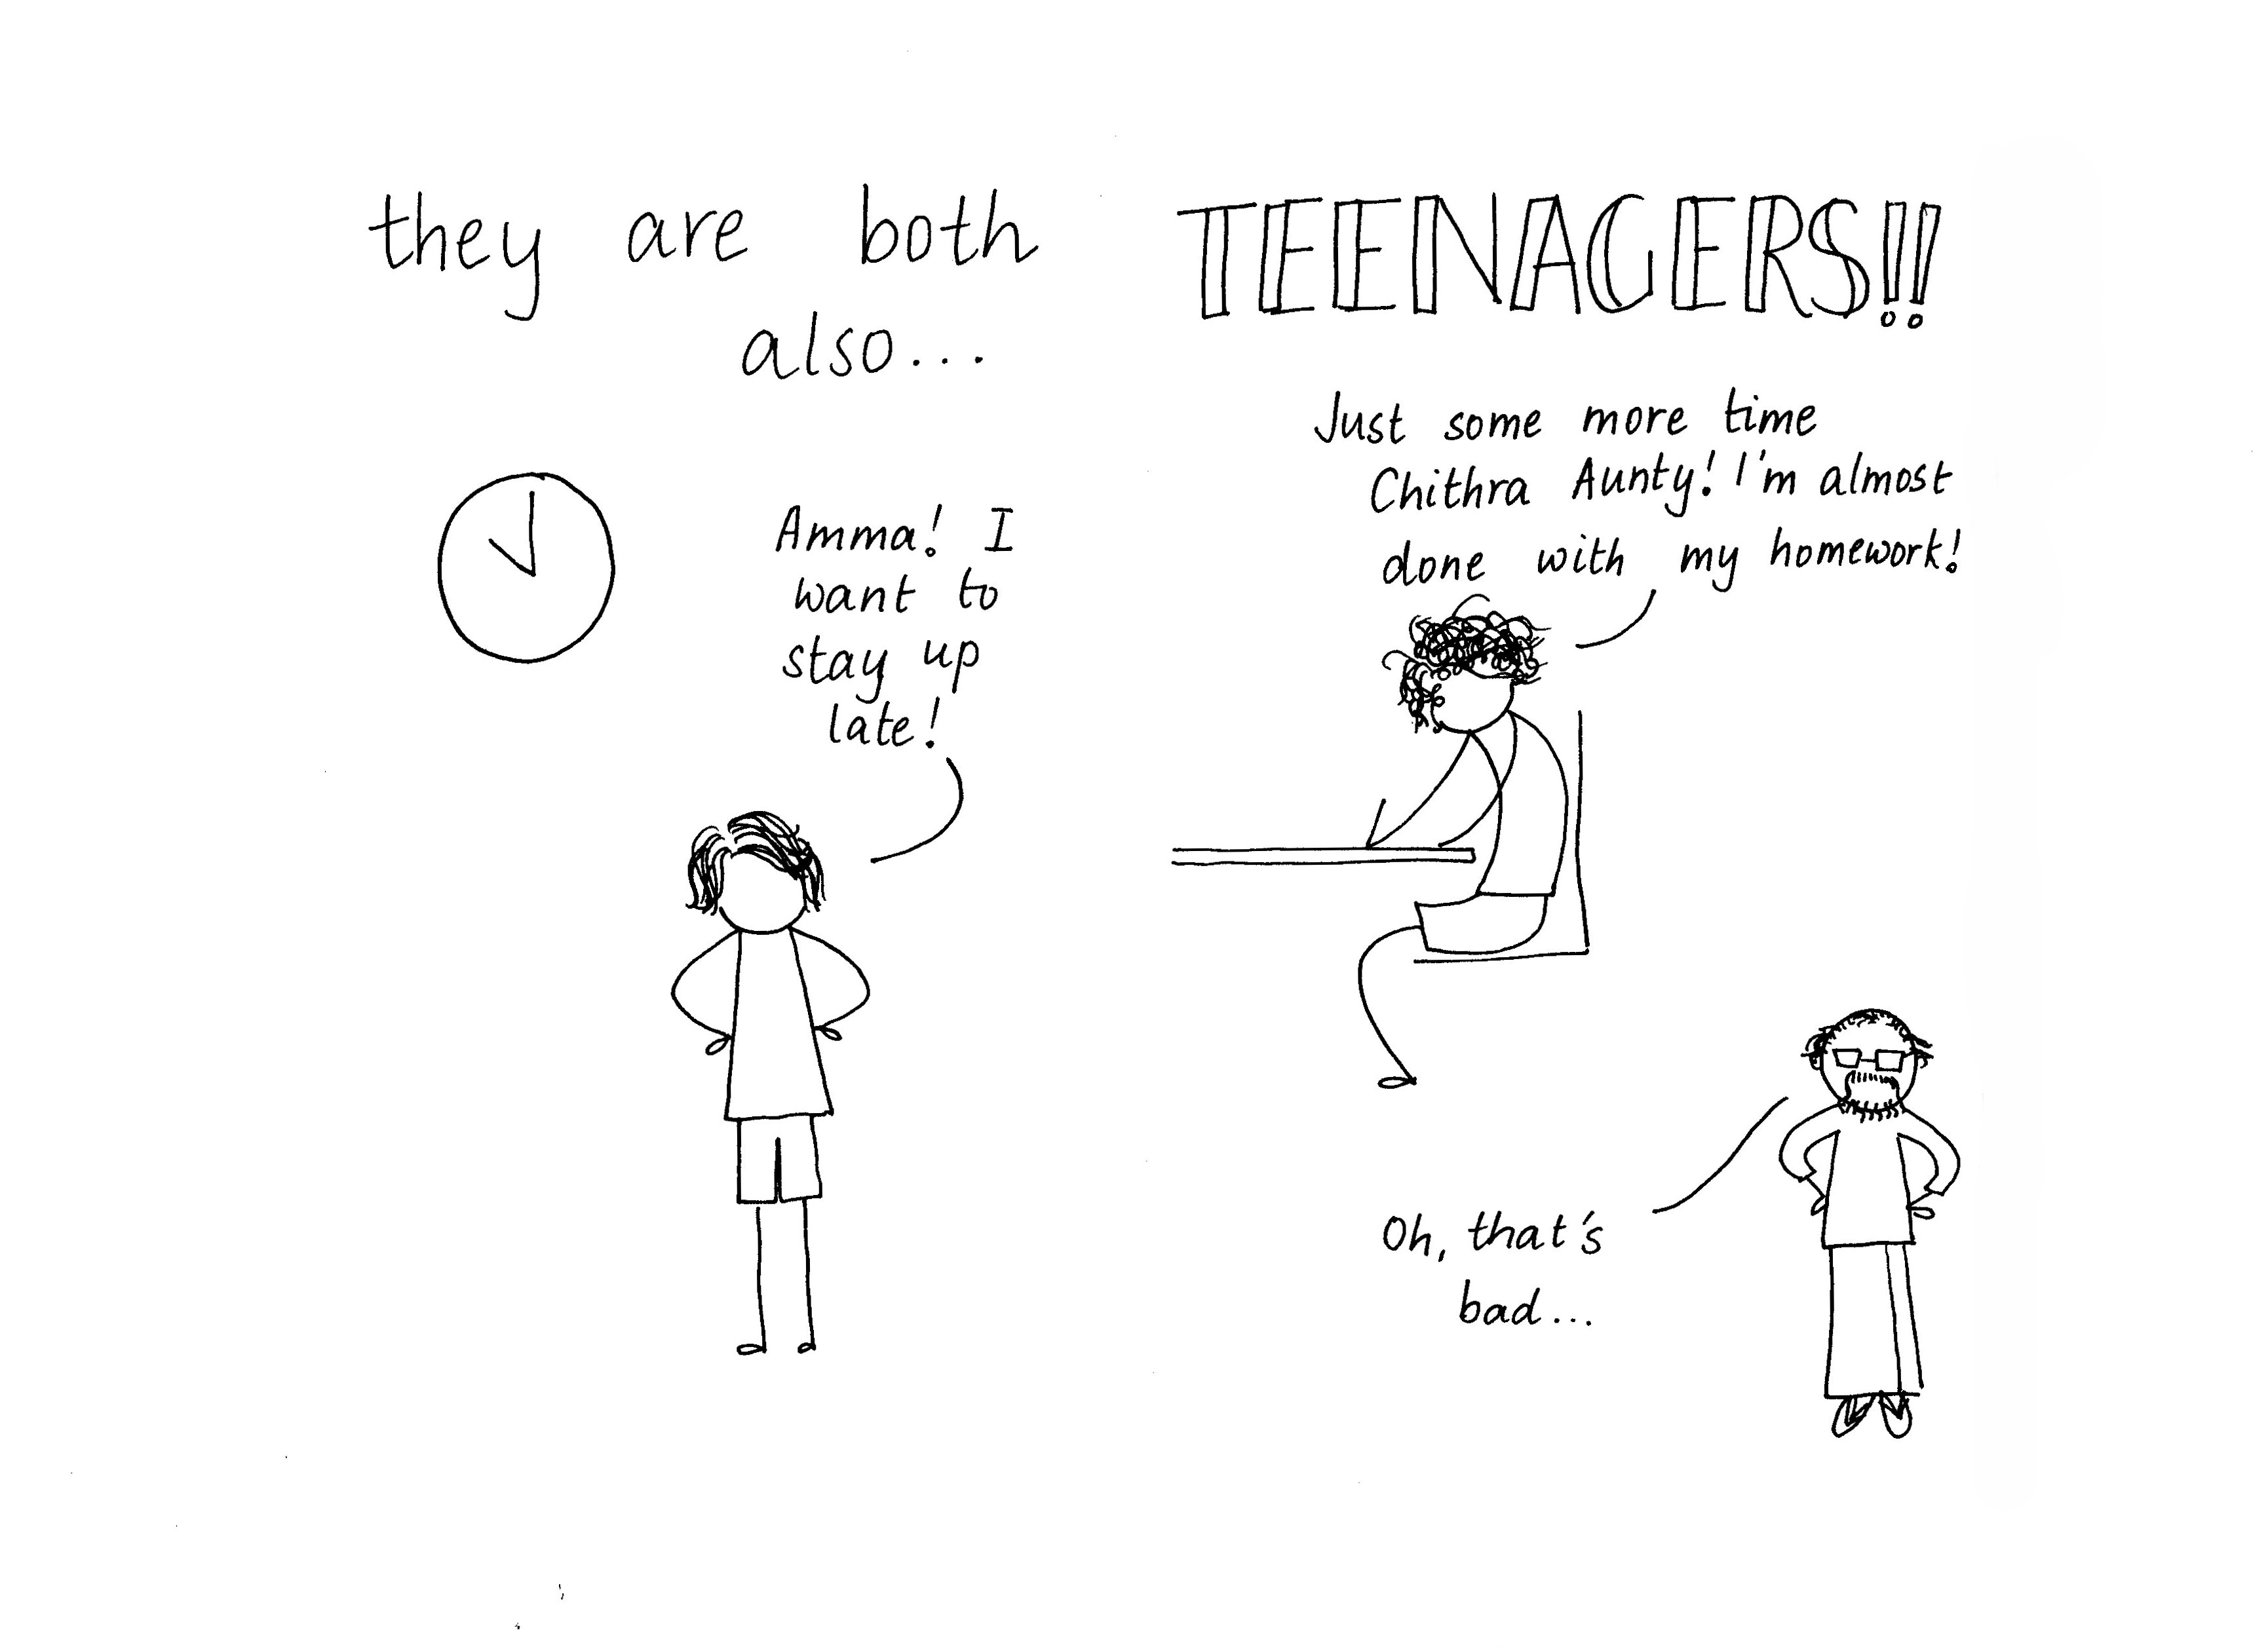 they are both
also...
TEENAGERS!!
Amma! I
want to
stay up
late!
Just some more time
Chithra Aunty! I'm almost
done with my homework!
Oh, that's
bad...